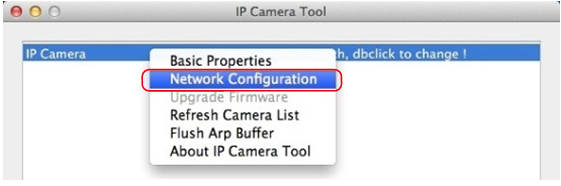 IP Camera Tool
IP Camera h, dbclick to change !
Basic Properties
Network Configuration
Upgrade Firmware
Refresh Camera List
Flush Arp Buffer
About IP Camera Tool